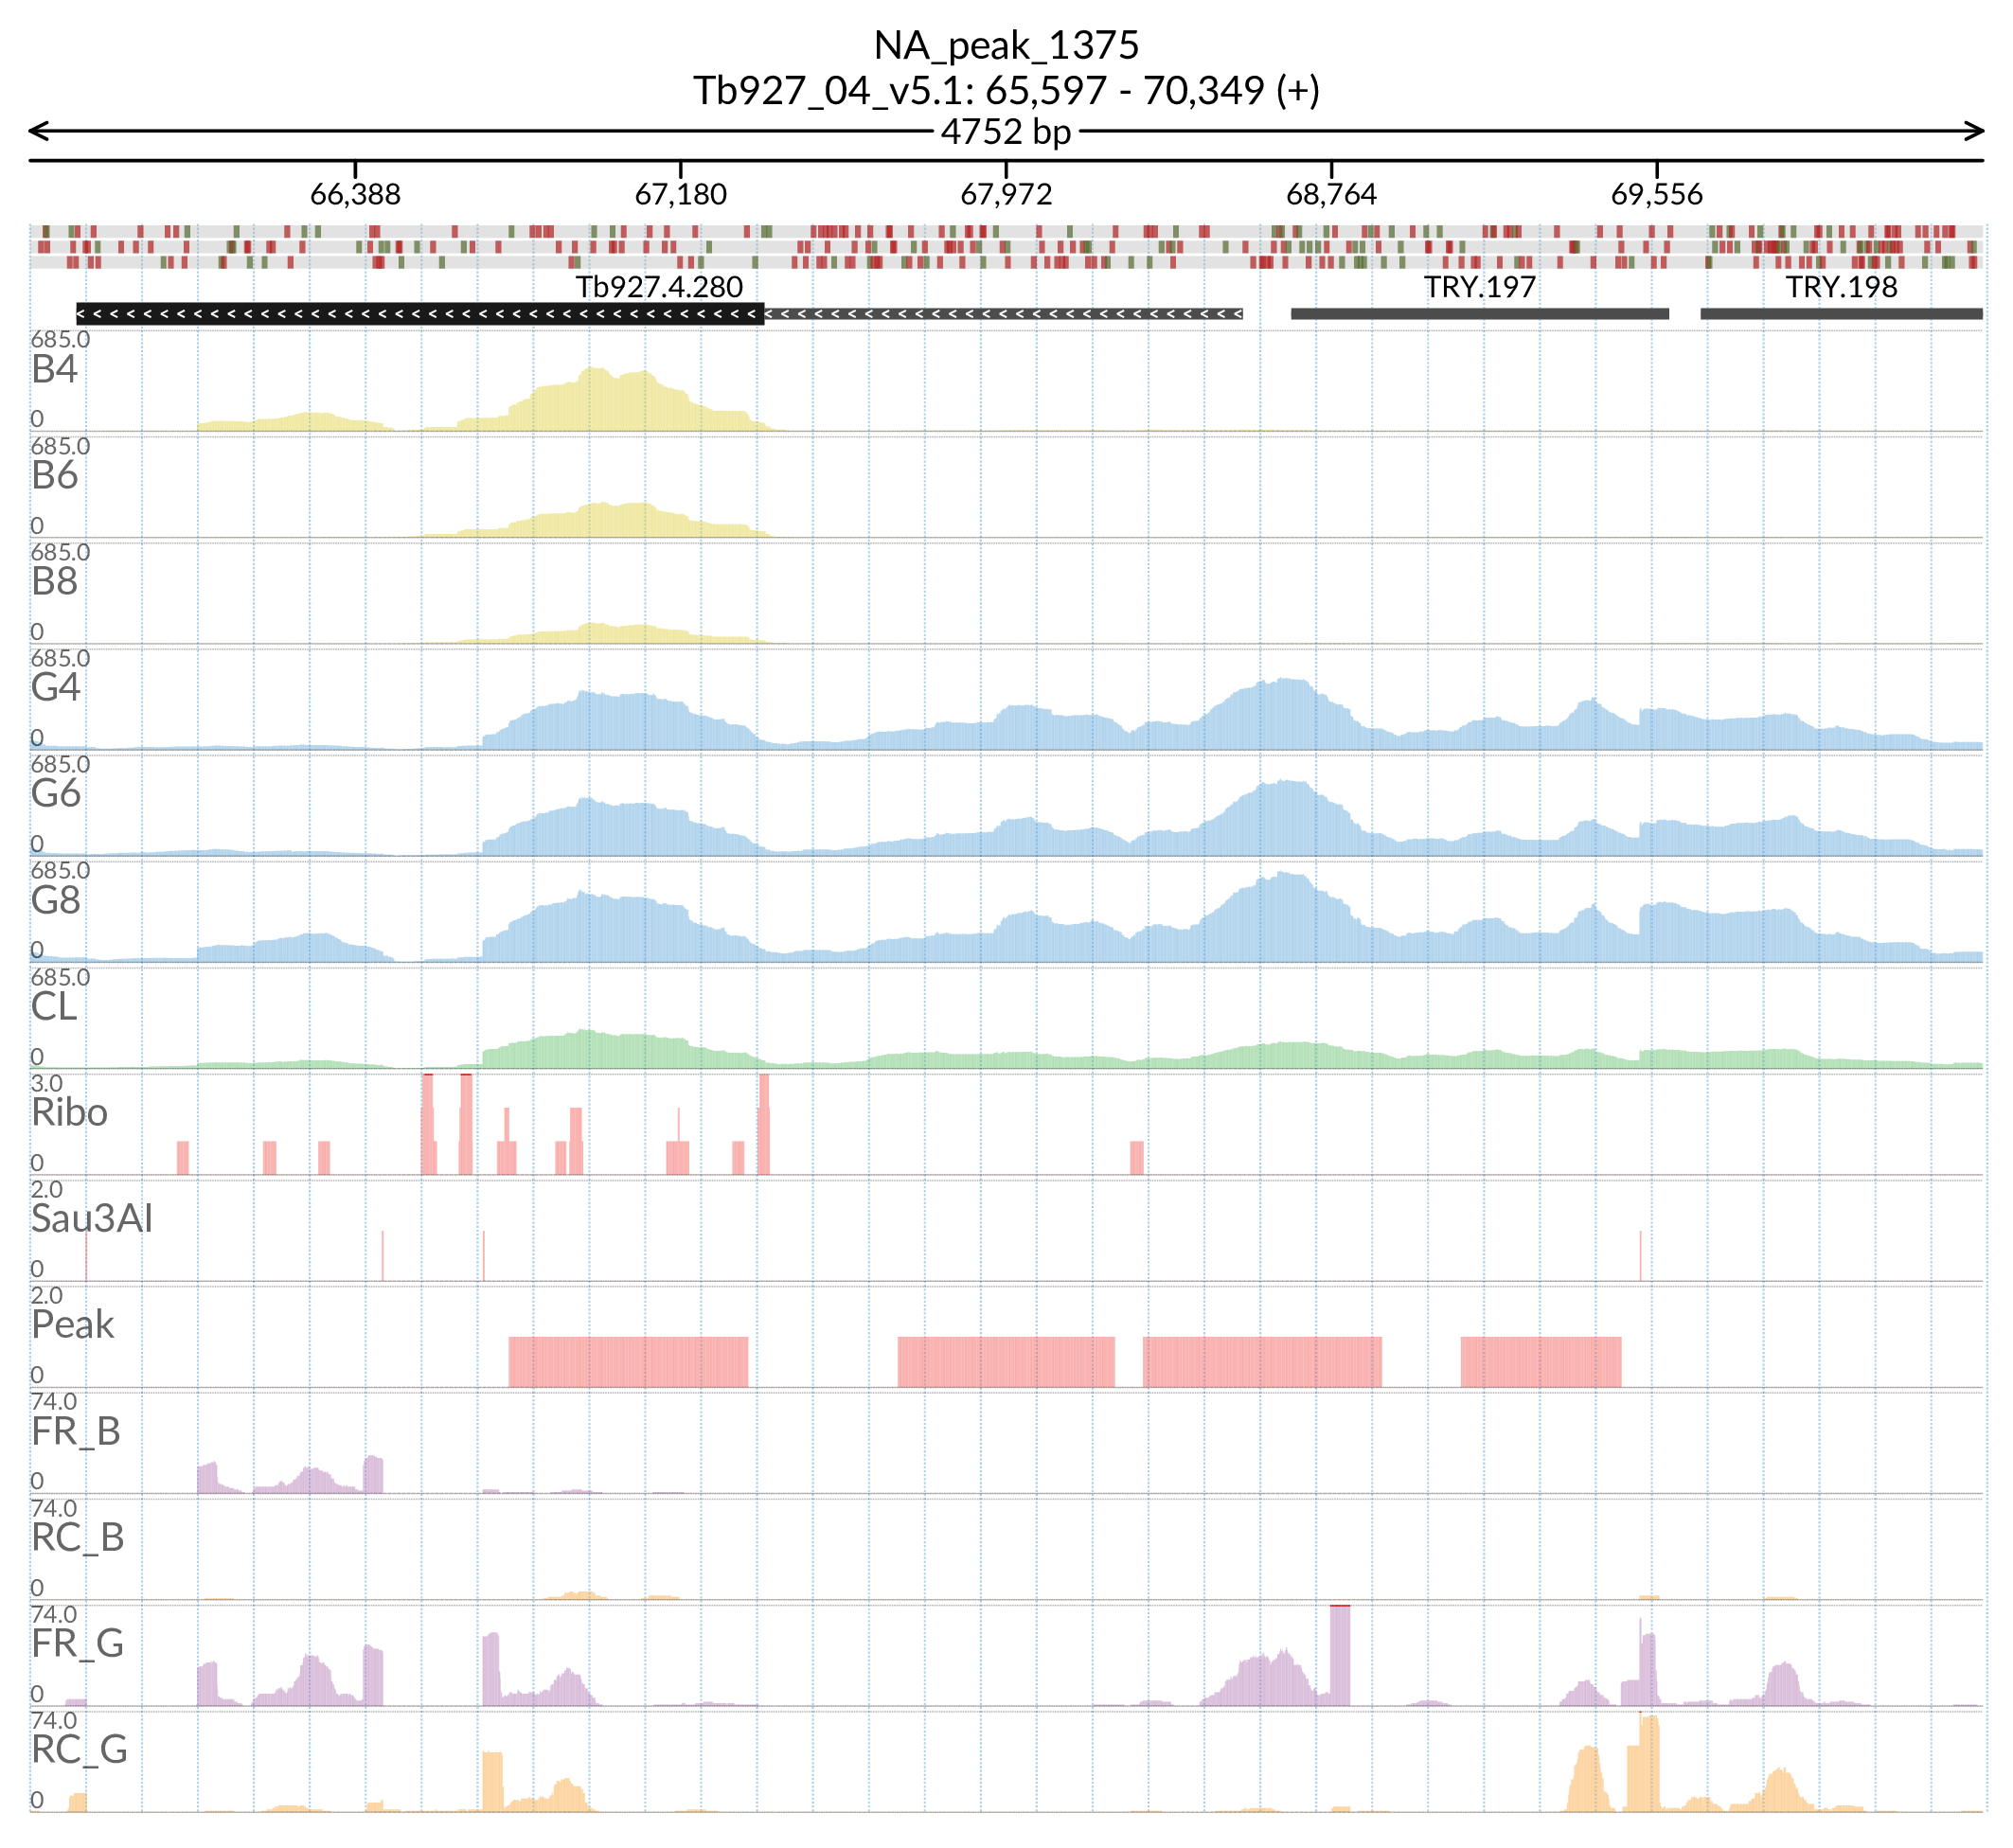 NA_peak_1375
Tb927_04_v5.1: 65,597 - 70,349 (+)
4752 bp
66,388 67,180 67,972 68,764 69,556
Tb927.4.280 TRY.197 TRY.198
685.0
B4
0
685.0
B6
0
685.0
B8
0
685.0
G4
0
685.0
G6
0
685.0
G8
0
685.0
CL
0
3.0
Ribo
0
2.0
Sau3AI
0
2.0
Peak
0
74.0
FR_B
0
74.0
RC_B
0
74.0
FR_G
0
74.0
RC_G
0